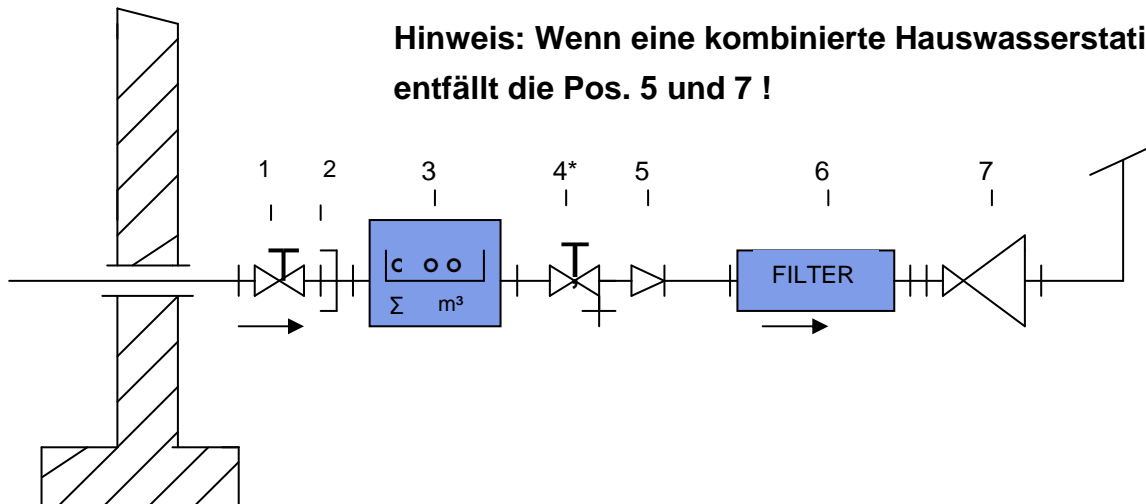 Hinweis: Wenn eine kombinierte Hauswasserstati
entfällt die Pos. 5 und 7 !
1 2 3 4* 5 6 7
c o o
Σ m³
FILTER